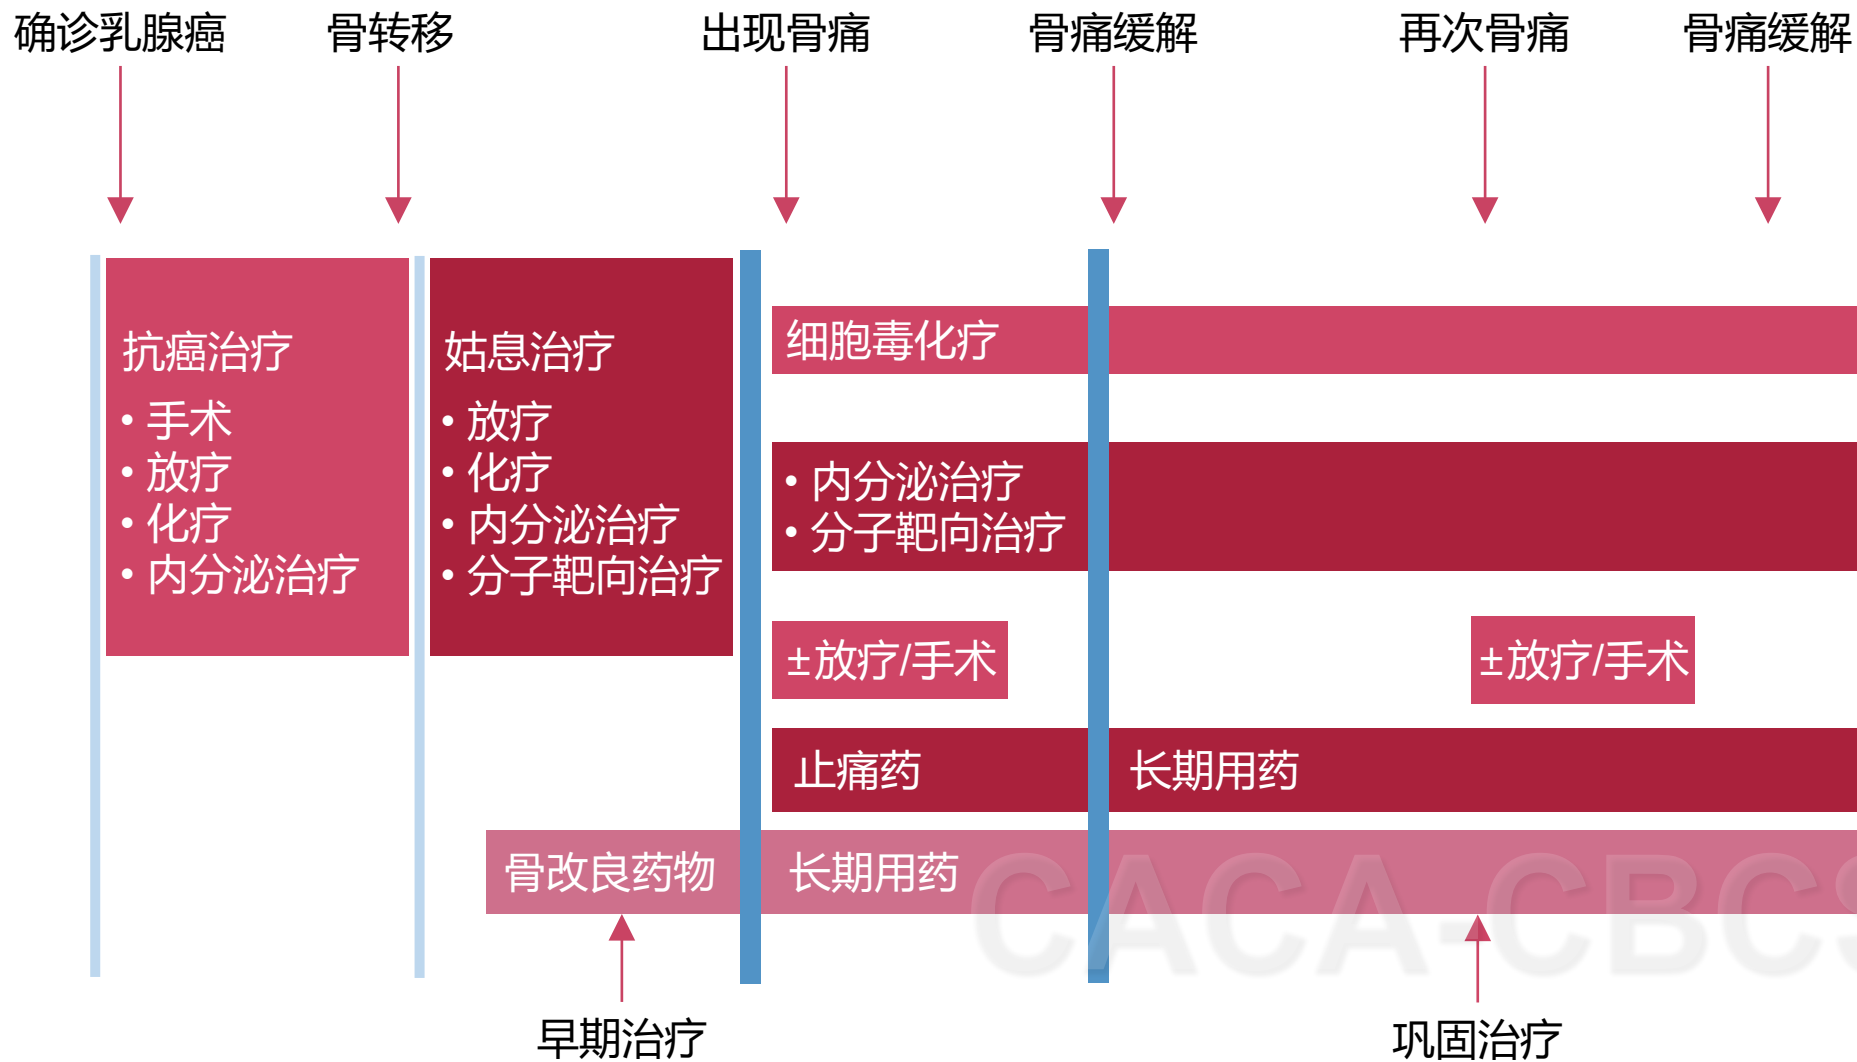 确诊乳腺癌
骨转移
出现骨痛
骨痛缓解
再次骨痛
骨痛缓解
抗癌治疗
• 手术
• 放疗
• 化疗
• 内分泌治疗
姑息治疗
• 放疗
• 化疗
• 内分泌治疗
• 分子靶向治疗
细胞毒化疗
• 内分泌治疗
• 分子靶向治疗
±放疗/手术
±放疗/手术
止痛药
长期用药
骨改良药物
长期用药
CACA-CBCS
早期治疗
巩固治疗